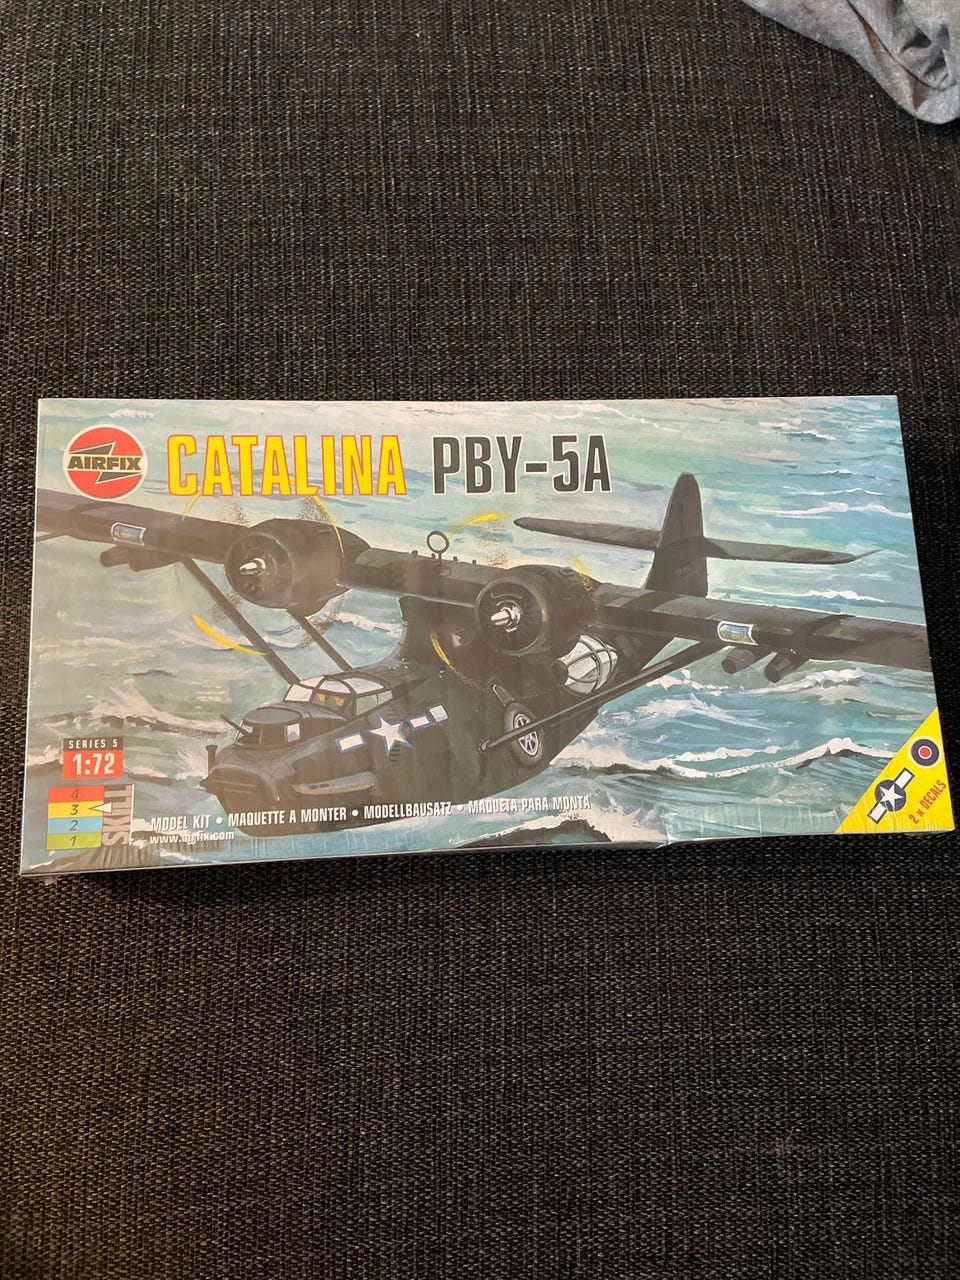 AIRFIX
CATALINA PBY-5A
SERIES 5
1:72
4
3
2
1
SKILL
MODEL KIT • MAQUETTE A MONTER • MODELLBAUSATZ • MAQUETA PARA MONTA
www.airfix.com
2 x DECALS